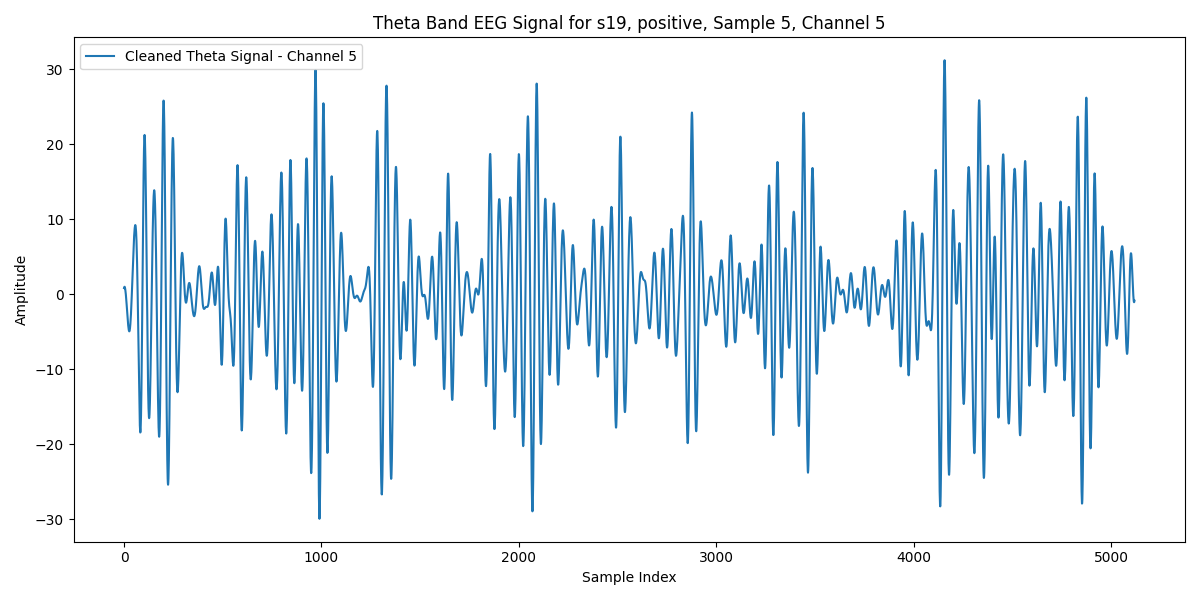 Theta Band EEG Signal for s19, positive, Sample 5, Channel 5
Cleaned Theta Signal - Channel 5
Amplitude
30
20
10
0
−10
−20
−30
0 1000 2000 3000 4000 5000
Sample Index